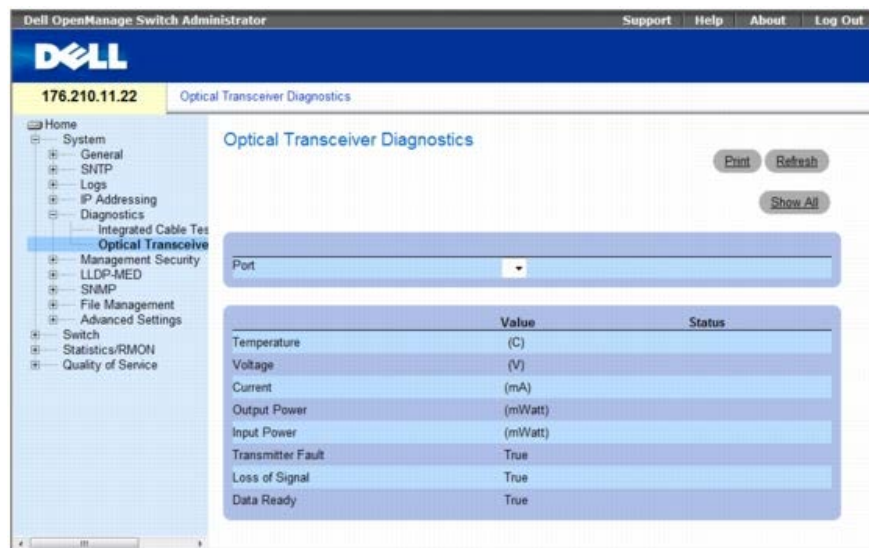 Dell OpenManage Switch Administrator Support Help About Log Out
DELL
176.210.11.22 Optical Transceiver Diagnostics
Home
System
General
SNTP
Logs
IP Addressing
Diagnostics
Integrated Cable Tes
Optical Transceive
Management Security
LLDP-MED
SNMP
File Management
Advanced Settings
Switch
Statistics/RMON
Quality of Service
Optical Transceiver Diagnostics
Print Refresh
Show All
Port
Value Status
Temperature (C)
Voltage (V)
Current (mA)
Output Power (mWatt)
Input Power (mWatt)
Transmitter Fault True
Loss of Signal True
Data Ready True